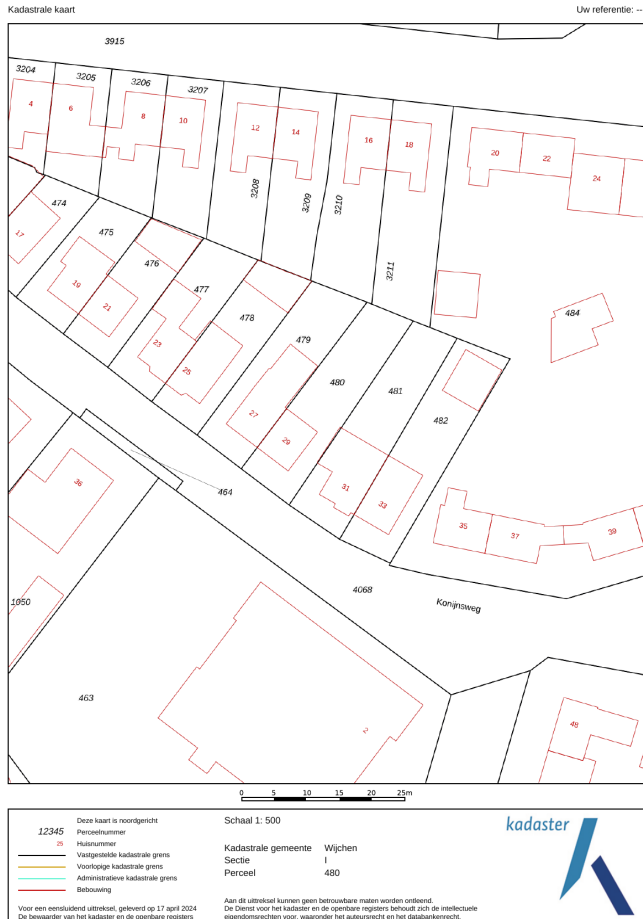 Kadastrale kaart
Uw referentie: --
3915
3204
3205
3206
3207
4
6
8
10
12
14
16
18
20
22
24
3208
3209
3210
3211
474
475
476
477
478
479
480
481
482
484
17
19
21
23
25
27
29
31
33
35
37
39
36
464
4068
Konijnsweg
1050
463
2
48
0 5 10 15 20 25m
Deze kaart is noordgericht
12345 Perceelnummer
25 Huisnummer
Vastgestelde kadastrale grens
Voorlopige kadastrale grens
Administratieve kadastrale grens
Bebouwing
Voor een eensluidend uittreksel, geleverd op 17 april 2024
De bewaarder van het kadaster en de openbare registers
Schaal 1: 500
Kadastrale gemeente Wijchen
Sectie I
Perceel 480
Aan dit uittreksel kunnen geen betrouwbare maten worden ontleend.
De Dienst voor het kadaster en de openbare registers behoudt zich de intellectuele
eigendomsrechten voor, waaronder het auteursrecht en het databankenrecht.
kadaster